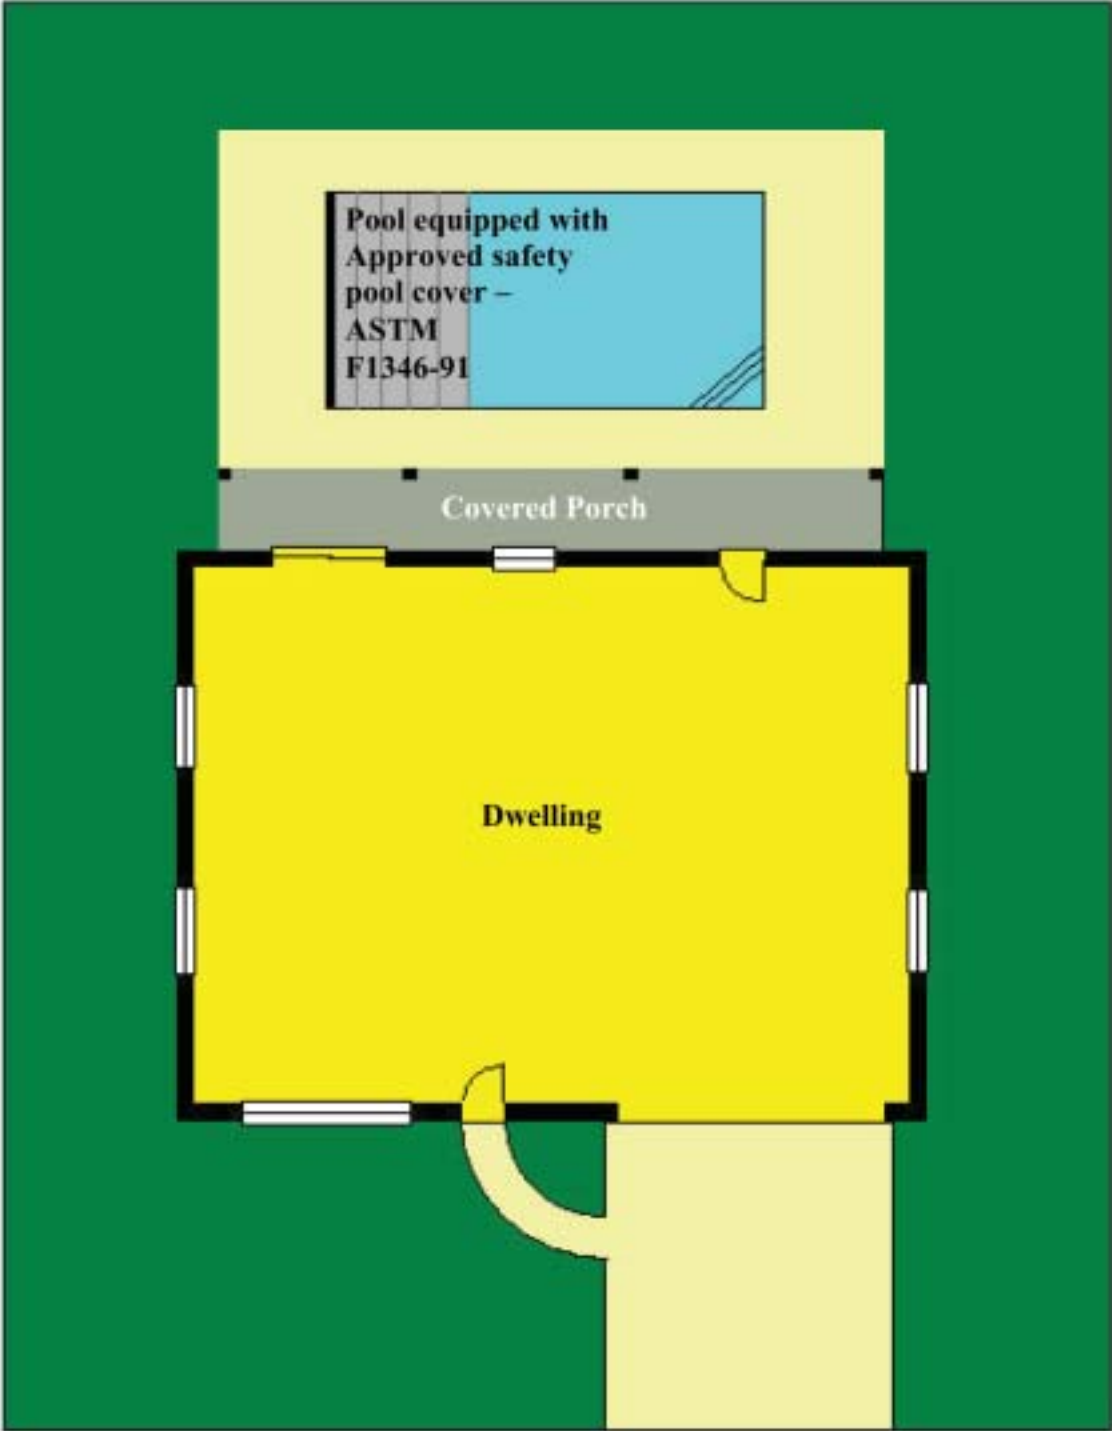 Pool equipped with
Approved safety
pool cover –
ASTM
F1346-91
Covered Porch
Dwelling